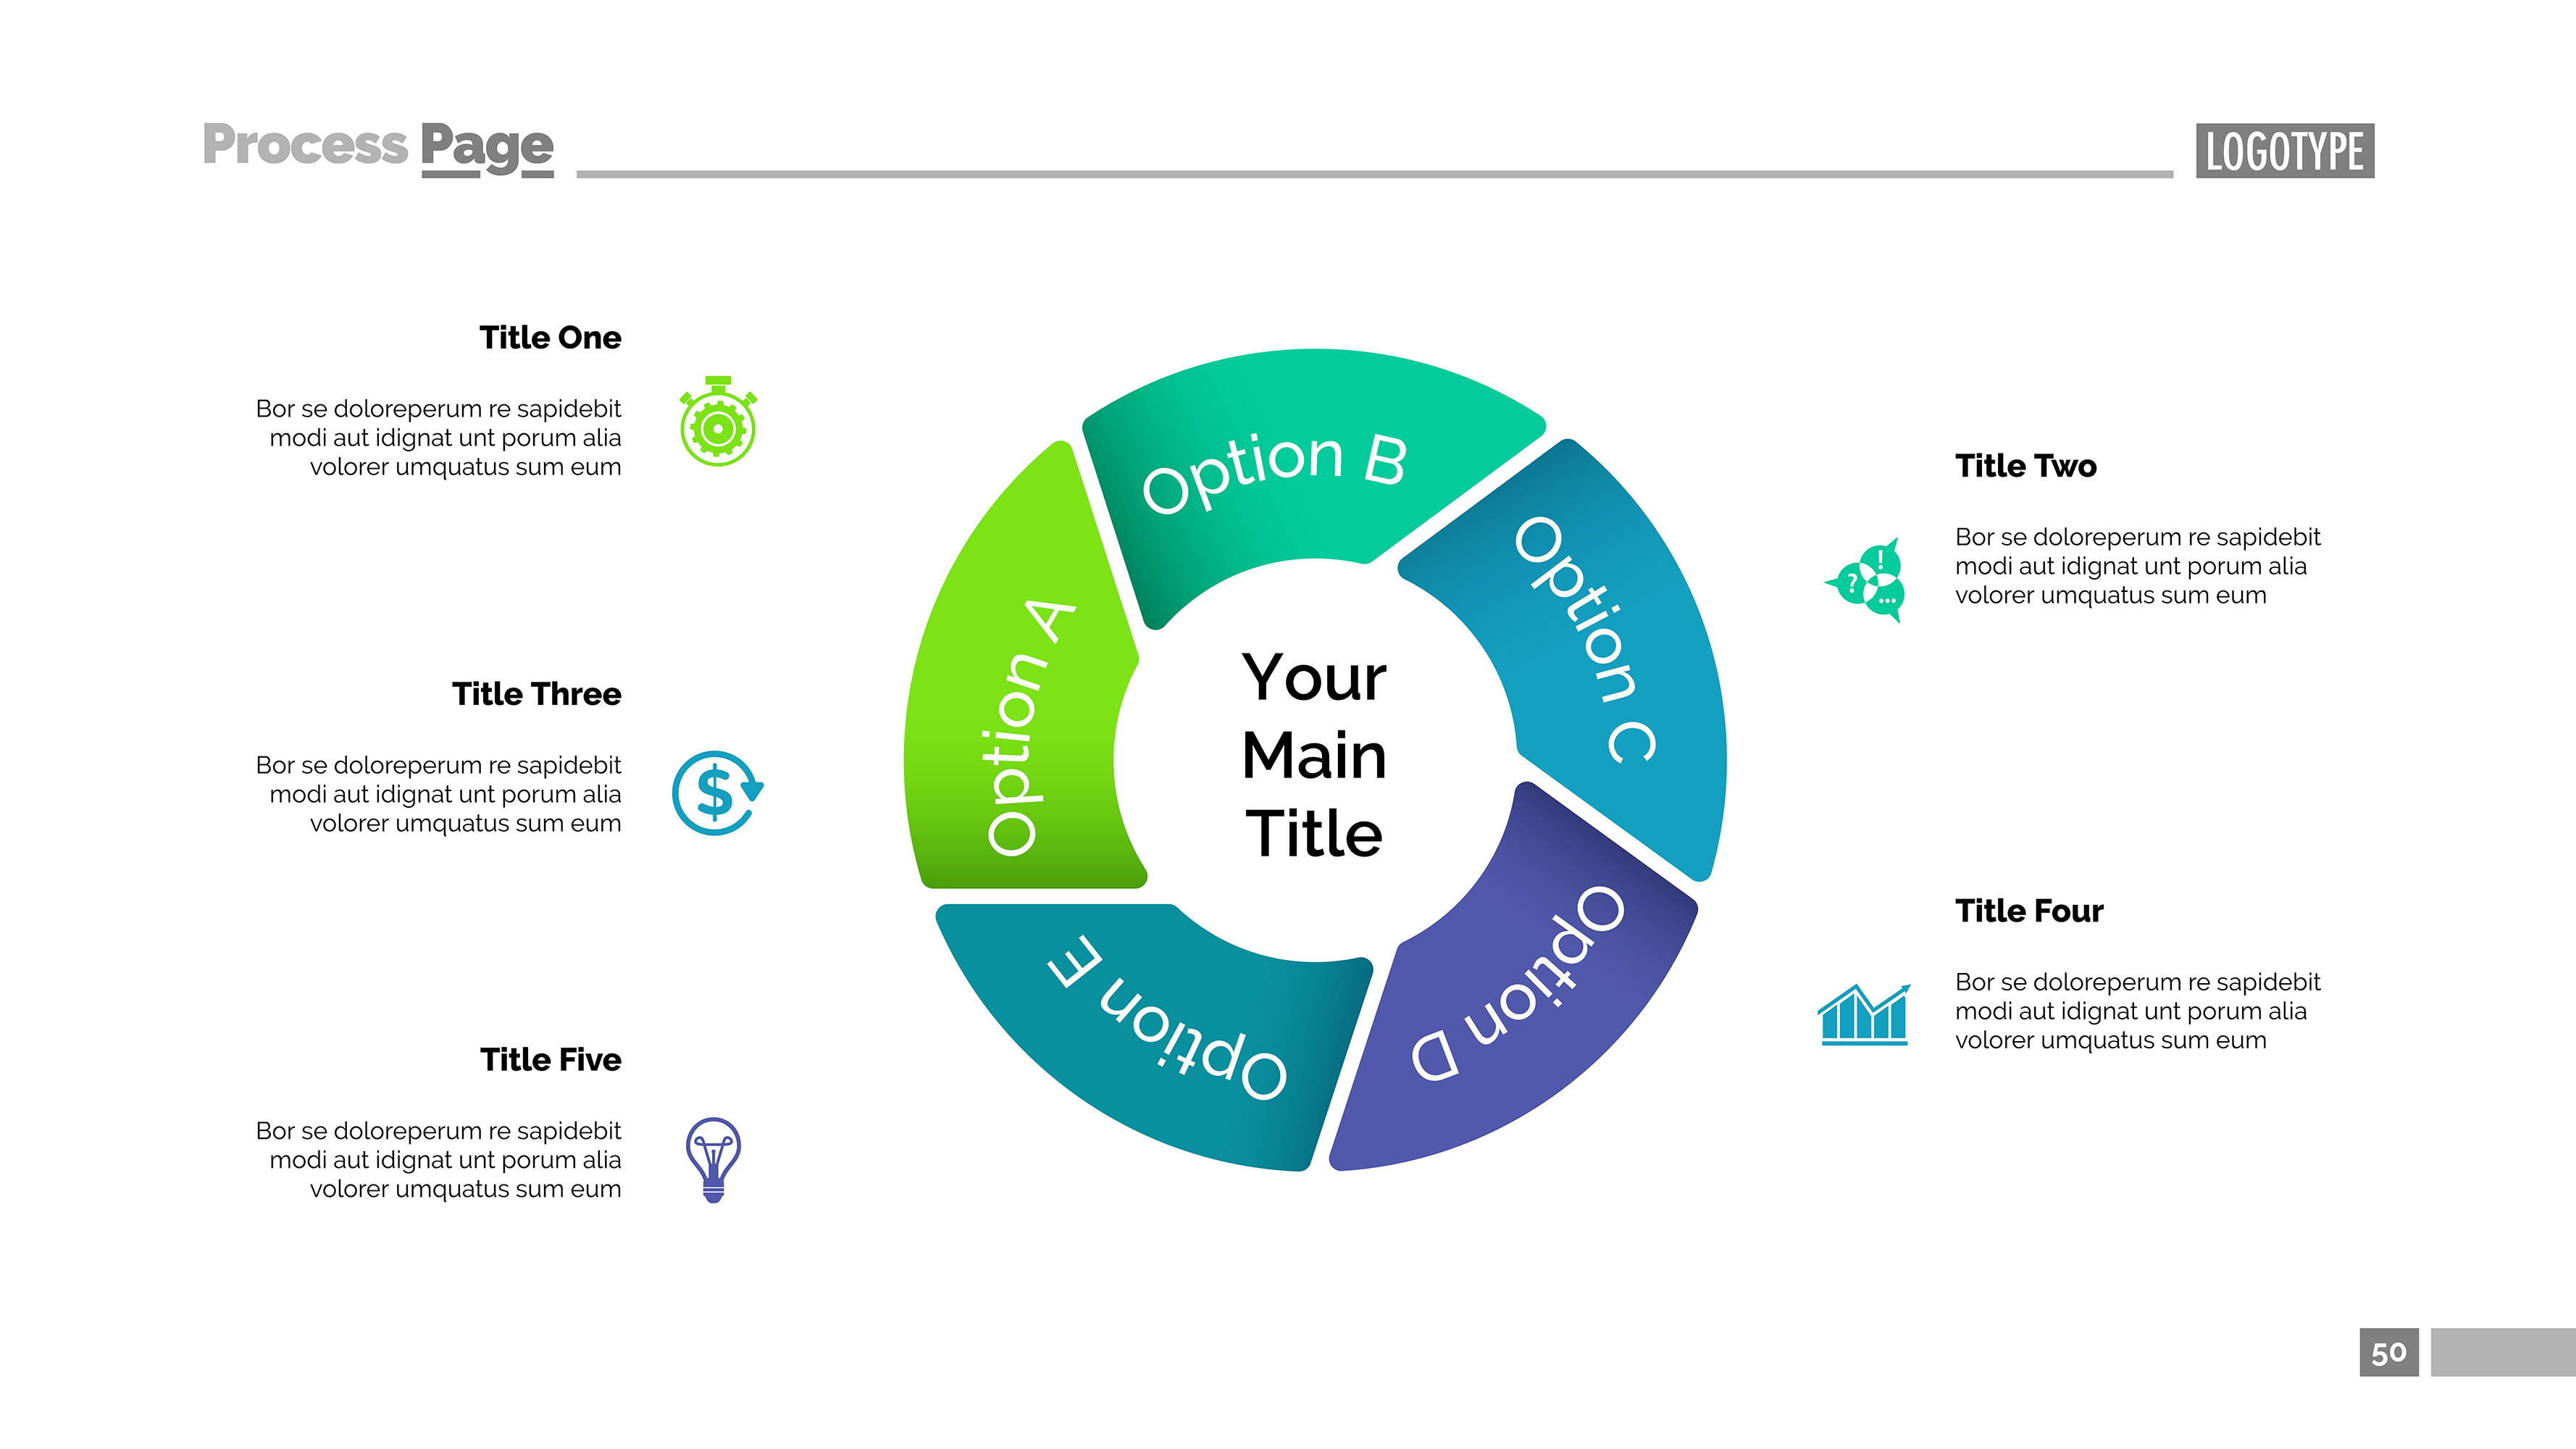 Process Page
LOGOTYPE
Title One
Bor se doloreperum re sapidebit
modi aut idignat unt porum alia
volorer umquatus sum eum
Title Three
Bor se doloreperum re sapidebit
modi aut idignat unt porum alia
volorer umquatus sum eum
$
Title Five
Bor se doloreperum re sapidebit
modi aut idignat unt porum alia
volorer umquatus sum eum
Option A
Option B
Option C
Option D
Option E
Your
Main
Title
Title Two
Bor se doloreperum re sapidebit
modi aut idignat unt porum alia
volorer umquatus sum eum
!
?
...
Title Four
Bor se doloreperum re sapidebit
modi aut idignat unt porum alia
volorer umquatus sum eum
50